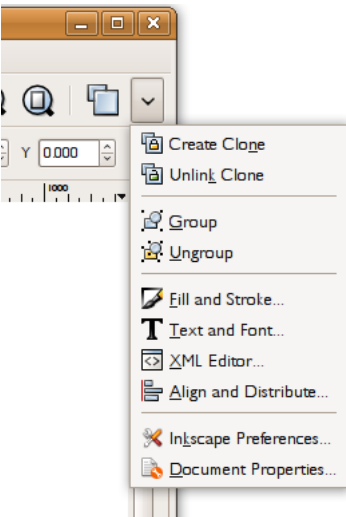 Y 0.000
1000
Create Clone
Unlink Clone
Group
Ungroup
Fill and Stroke...
Text and Font...
XML Editor...
Align and Distribute...
Inkscape Preferences...
Document Properties...